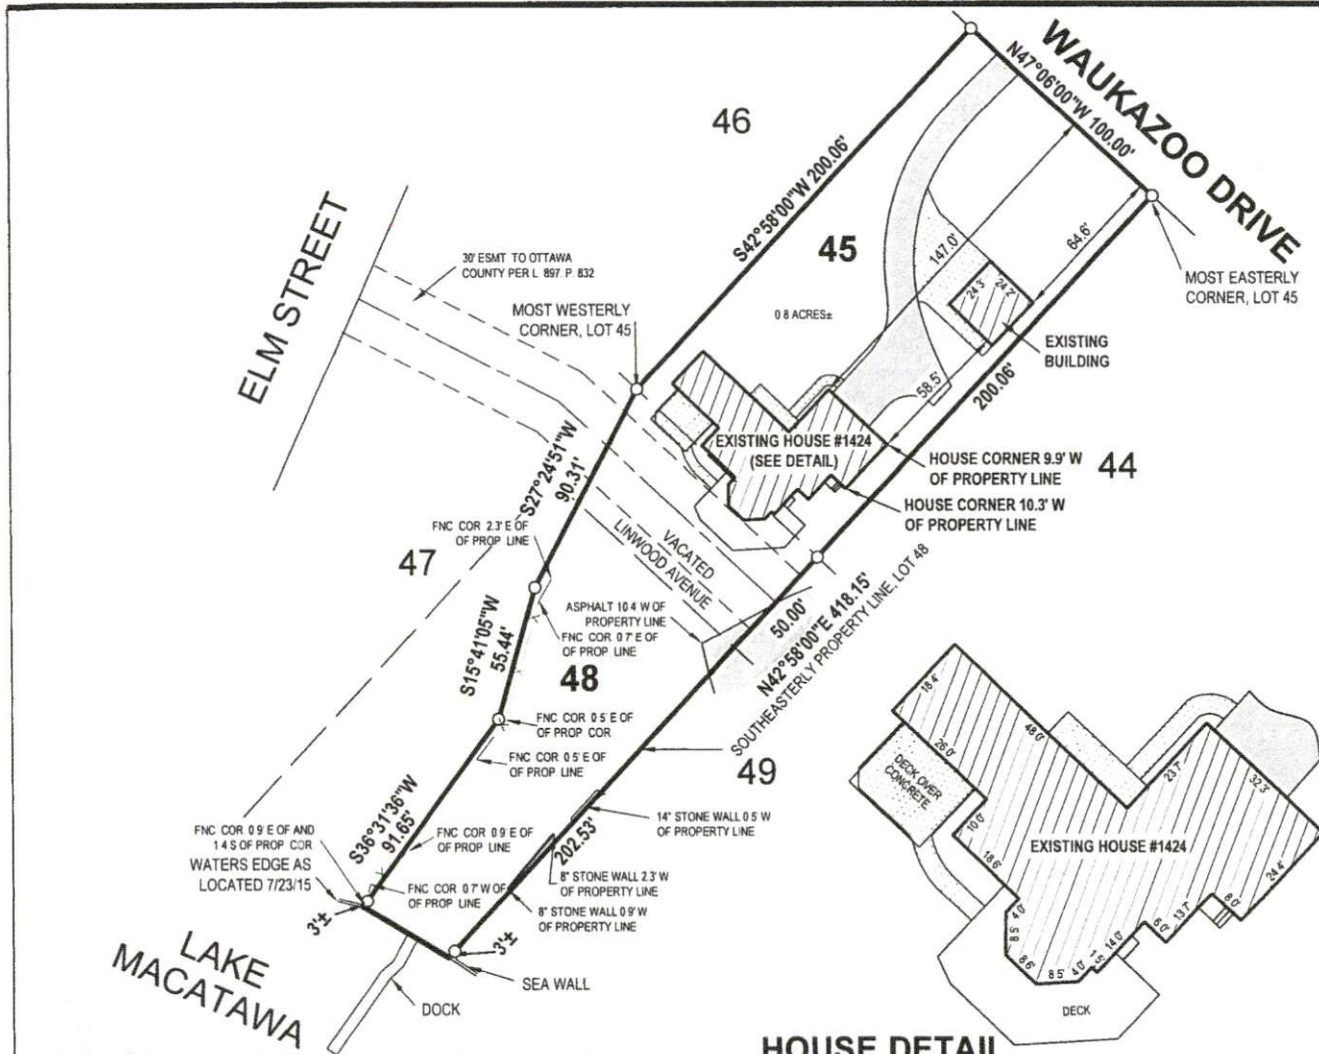 WAUKAZOO DRIVE
N47°06'00"W 100.00'
46
S42°58'00"W 200.06'
ELM STREET
30' ESMT TO OTTAWA
COUNTY PER L 897. P. 832
45
147.0'
64.6'
MOST EASTERLY
CORNER, LOT 45
MOST WESTERLY
CORNER, LOT 45
0 8 ACRES±
24.3'
24.2'
EXISTING
BUILDING
58.5'
200.06'
EXISTING HOUSE #1424
(SEE DETAIL)
HOUSE CORNER 9.9' W
OF PROPERTY LINE
44
HOUSE CORNER 10.3' W
OF PROPERTY LINE
S27°24'51"W
90.31'
FNC COR 2.3' E OF
OF PROP LINE
47
VACATED
LINWOOD AVENUE
ASPHALT 10 4 W OF
PROPERTY LINE
FNC COR 0 7' E OF
OF PROP LINE
50.00'
N42°58'00"E 418.15'
SOUTHEASTERLY PROPERTY LINE, LOT 48
S15°41'05"W
55.44'
48
FNC COR 0 5 E OF
OF PROP COR
FNC COR 0 5' E OF
OF PROP LINE
49
S36°31'36"W
91.65'
14" STONE WALL 0 5 W
OF PROPERTY LINE
202.53'
FNC COR 0 9 E OF AND
1 4 S OF PROP COR
FNC COR 0 9 E OF
OF PROP LINE
WATERS EDGE AS
LOCATED 7/23/15
8" STONE WALL 2 3' W
OF PROPERTY LINE
FNC COR 0 7' W OF
OF PROP LINE
8" STONE WALL 0 9' W
OF PROPERTY LINE
3'±
3'±
LAKE
MACATAWA
SEA WALL
DOCK
18 4'
26 0'
48 0'
DECK OVER
CONCRETE
23 7'
32 3'
10 0'
18 6'
EXISTING HOUSE #1424
24 4'
8 0'
13 7'
6 0'
14 0'
1 5'
4 0'
8 5'
8 6'
8 5'
4 0'
DECK
HOUSE DETAIL